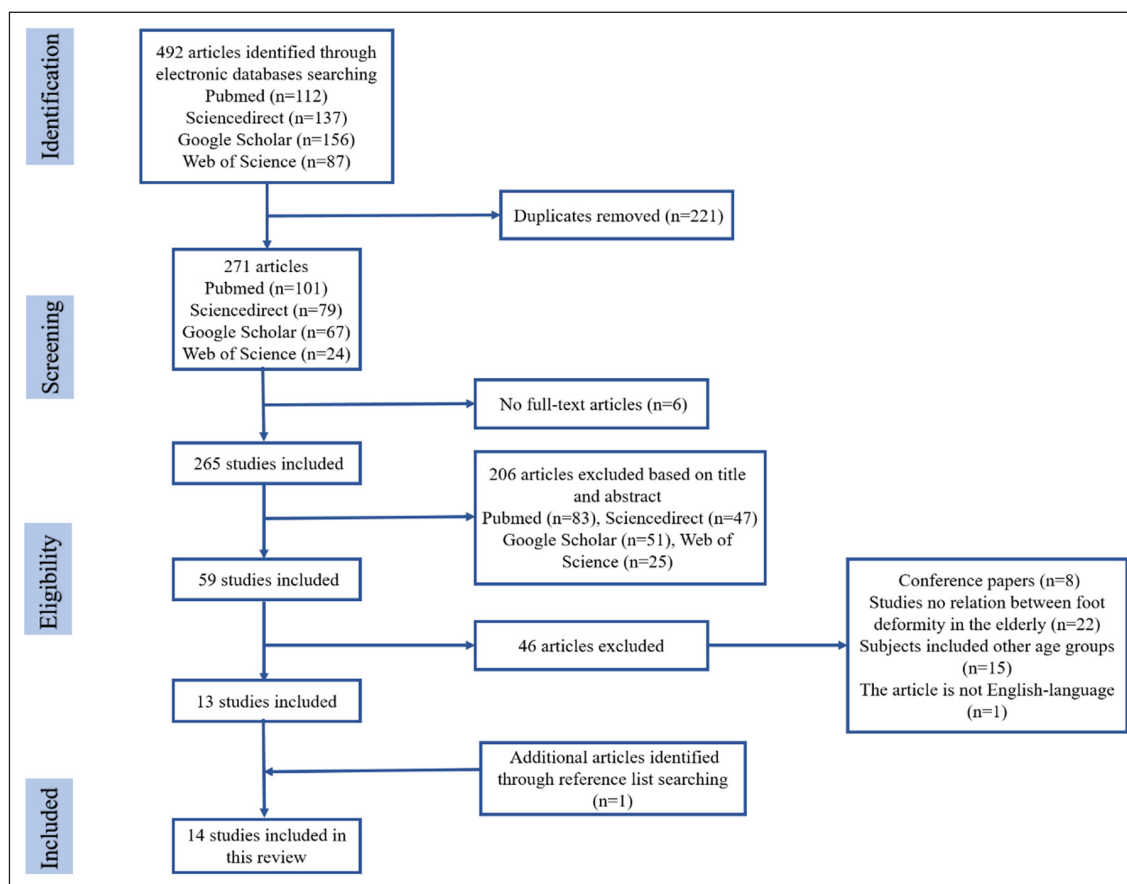 Identification
492 articles identified through
electronic databases searching
Pubmed (n=112)
Sciencedirect (n=137)
Google Scholar (n=156)
Web of Science (n=87)
Duplicates removed (n=221)
Screening
271 articles
Pubmed (n=101)
Sciencedirect (n=79)
Google Scholar (n=67)
Web of Science (n=24)
No full-text articles (n=6)
265 studies included
206 articles excluded based on title
and abstract
Pubmed (n=83), Sciencedirect (n=47)
Google Scholar (n=51), Web of
Science (n=25)
Eligibility
59 studies included
46 articles excluded
Conference papers (n=8)
Studies no relation between foot
deformity in the elderly (n=22)
Subjects included other age groups
(n=15)
The article is not English-language
(n=1)
13 studies included
Additional articles identified
through reference list searching
(n=1)
Included
14 studies included in
this review